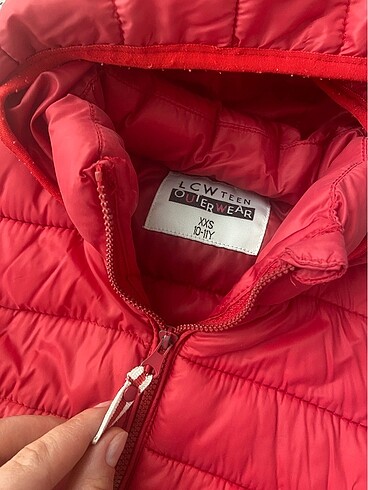 LCW TEEN
OUTERWEAR
XXS
10-11Y